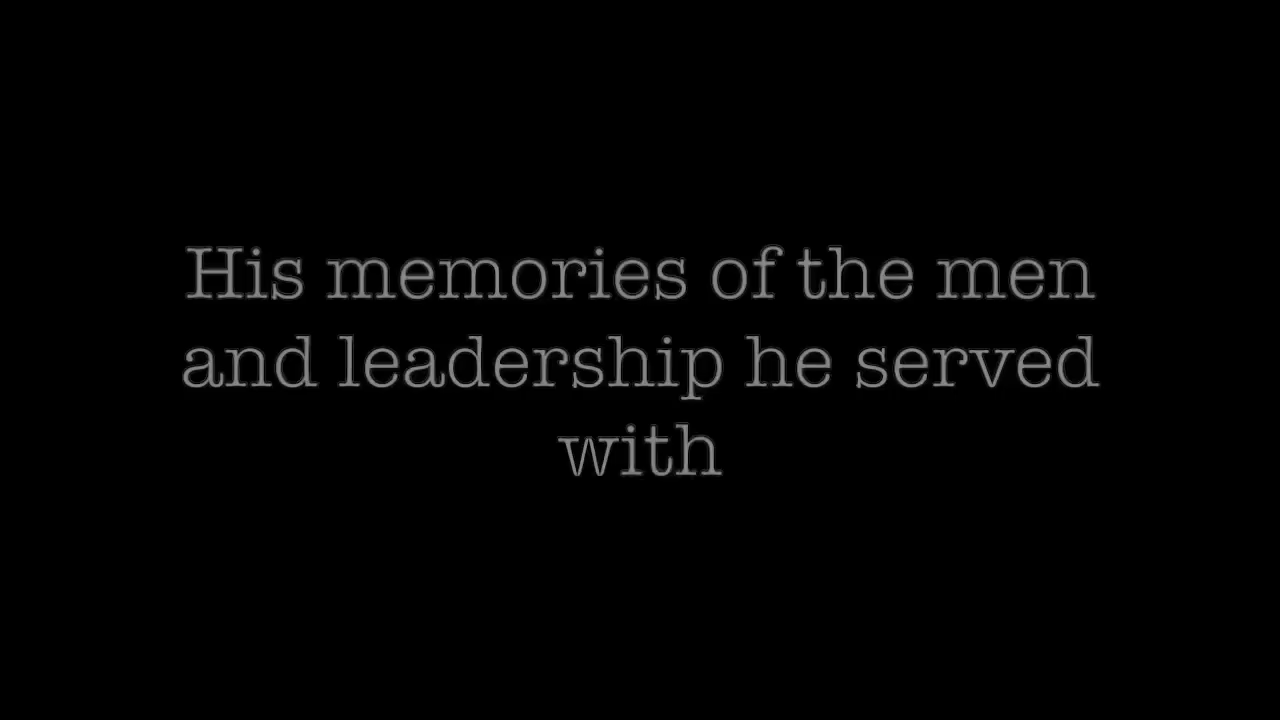 His memories of the men
and leadership he served
with